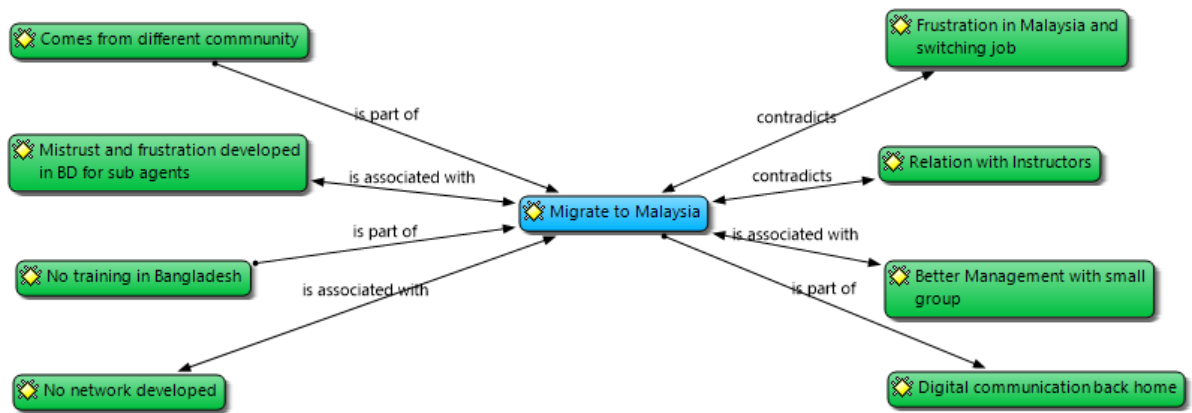 Comes from different commnunity
Frustration in Malaysia and
switching job
is part of
contradicts
Mistrust and frustration developed
in BD for sub agents
Relation with Instructors
is associated with
contradicts
Migrate to Malaysia
is part of
is associated with
No training in Bangladesh
Better Management with small
group
is associated with
is part of
No network developed
Digital communication back home